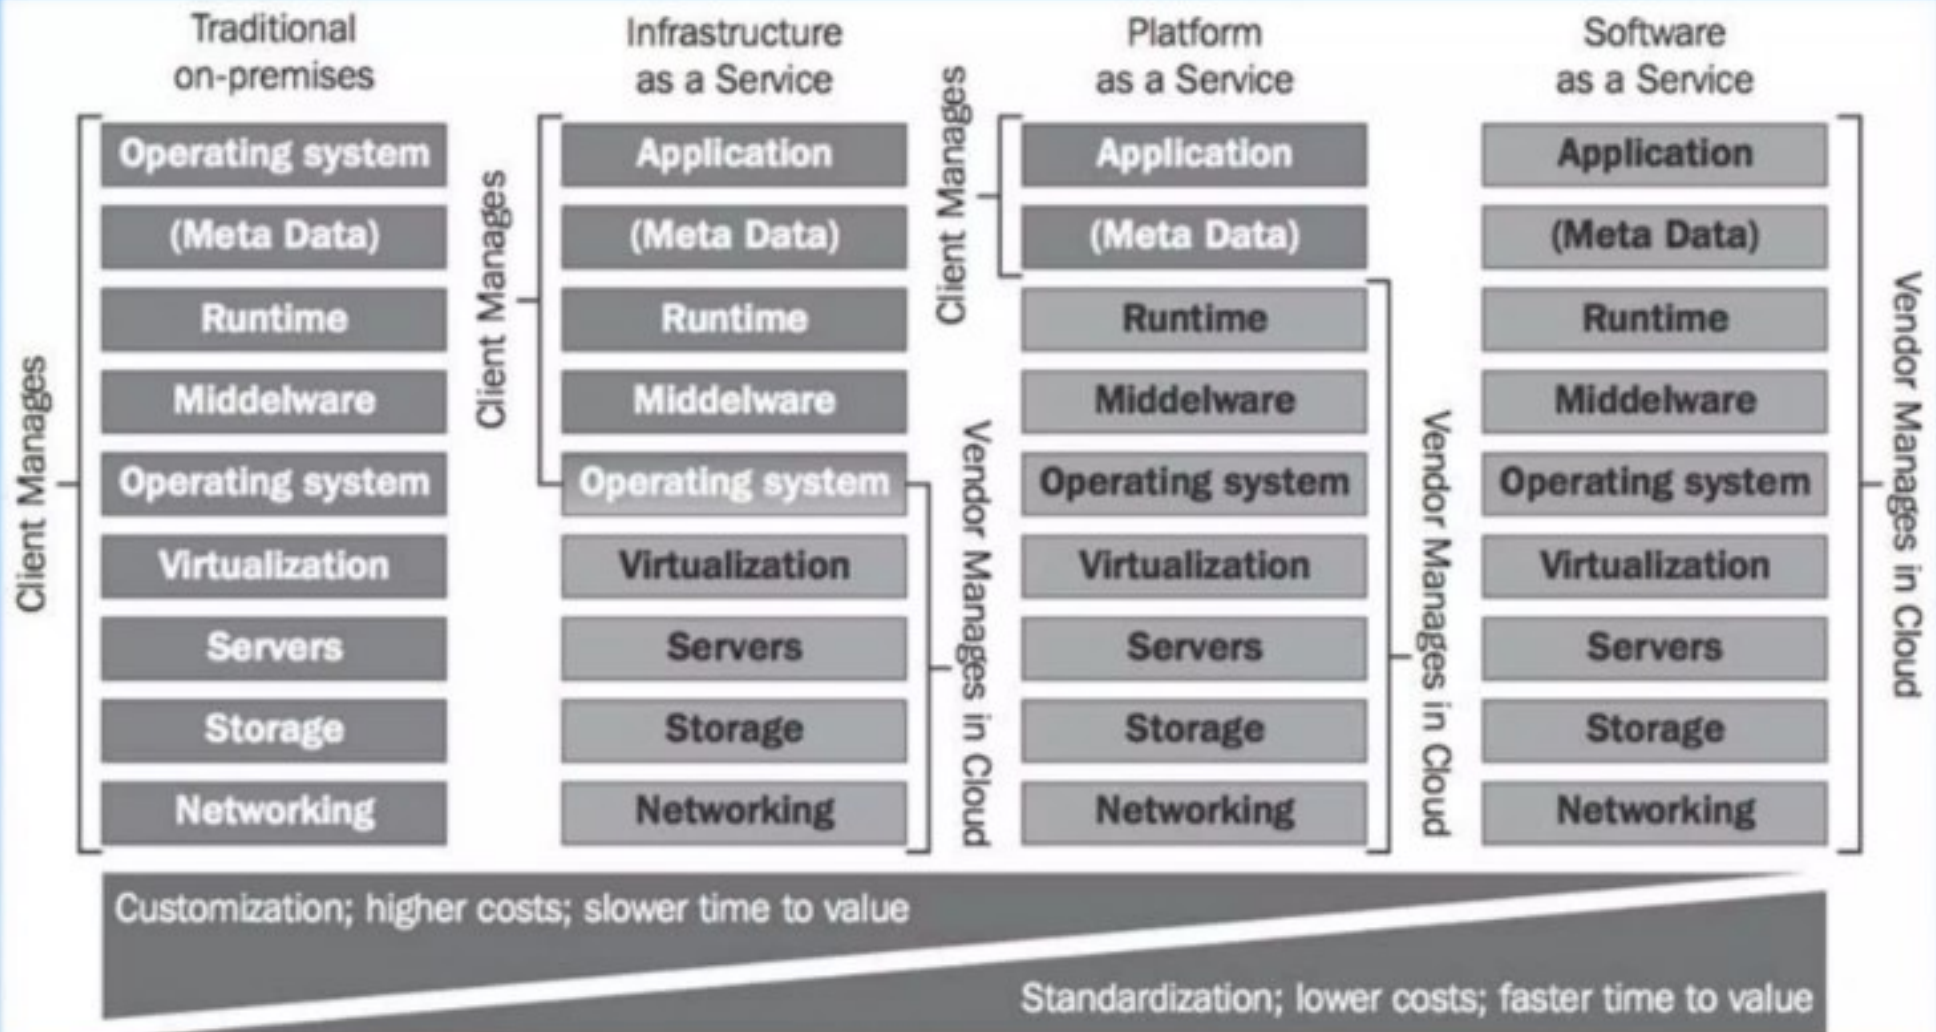 Traditional
on-premises
Client Manages
Operating system
(Meta Data)
Runtime
Middelware
Operating system
Virtualization
Servers
Storage
Networking
Infrastructure
as a Service
Client Manages
Application
(Meta Data)
Runtime
Middelware
Operating system
Virtualization
Servers
Storage
Networking
Vendor Manages in Cloud
Platform
as a Service
Client Manages
Application
(Meta Data)
Runtime
Middelware
Operating system
Virtualization
Servers
Storage
Networking
Vendor Manages in Cloud
Software
as a Service
Application
(Meta Data)
Runtime
Middelware
Operating system
Virtualization
Servers
Storage
Networking
Vendor Manages in Cloud
Customization; higher costs; slower time to value
Standardization; lower costs; faster time to value